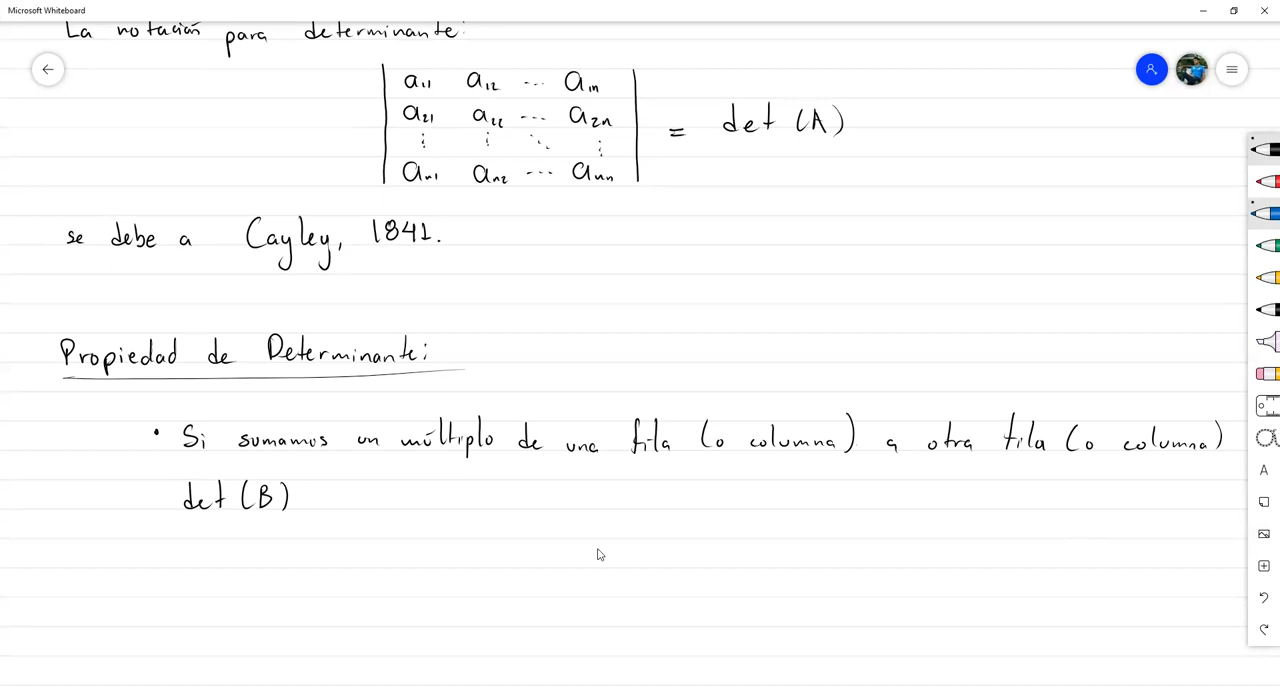 Microsoft Whiteboard
La notación para determinante:
a₁₁ a₁₂ ... a₁ₙ
a₂₁ a₂₂ ... a₂ₙ = det (A)
⋮ ⋮ ⋱ ⋮
aₙ₁ aₙ₂ ... aₙₙ
se debe a Cayley, 1841.
Propiedad de Determinante:
• Si sumamos un múltiplo de una fila (o columna) a otra fila (o columna)
det (B)
A